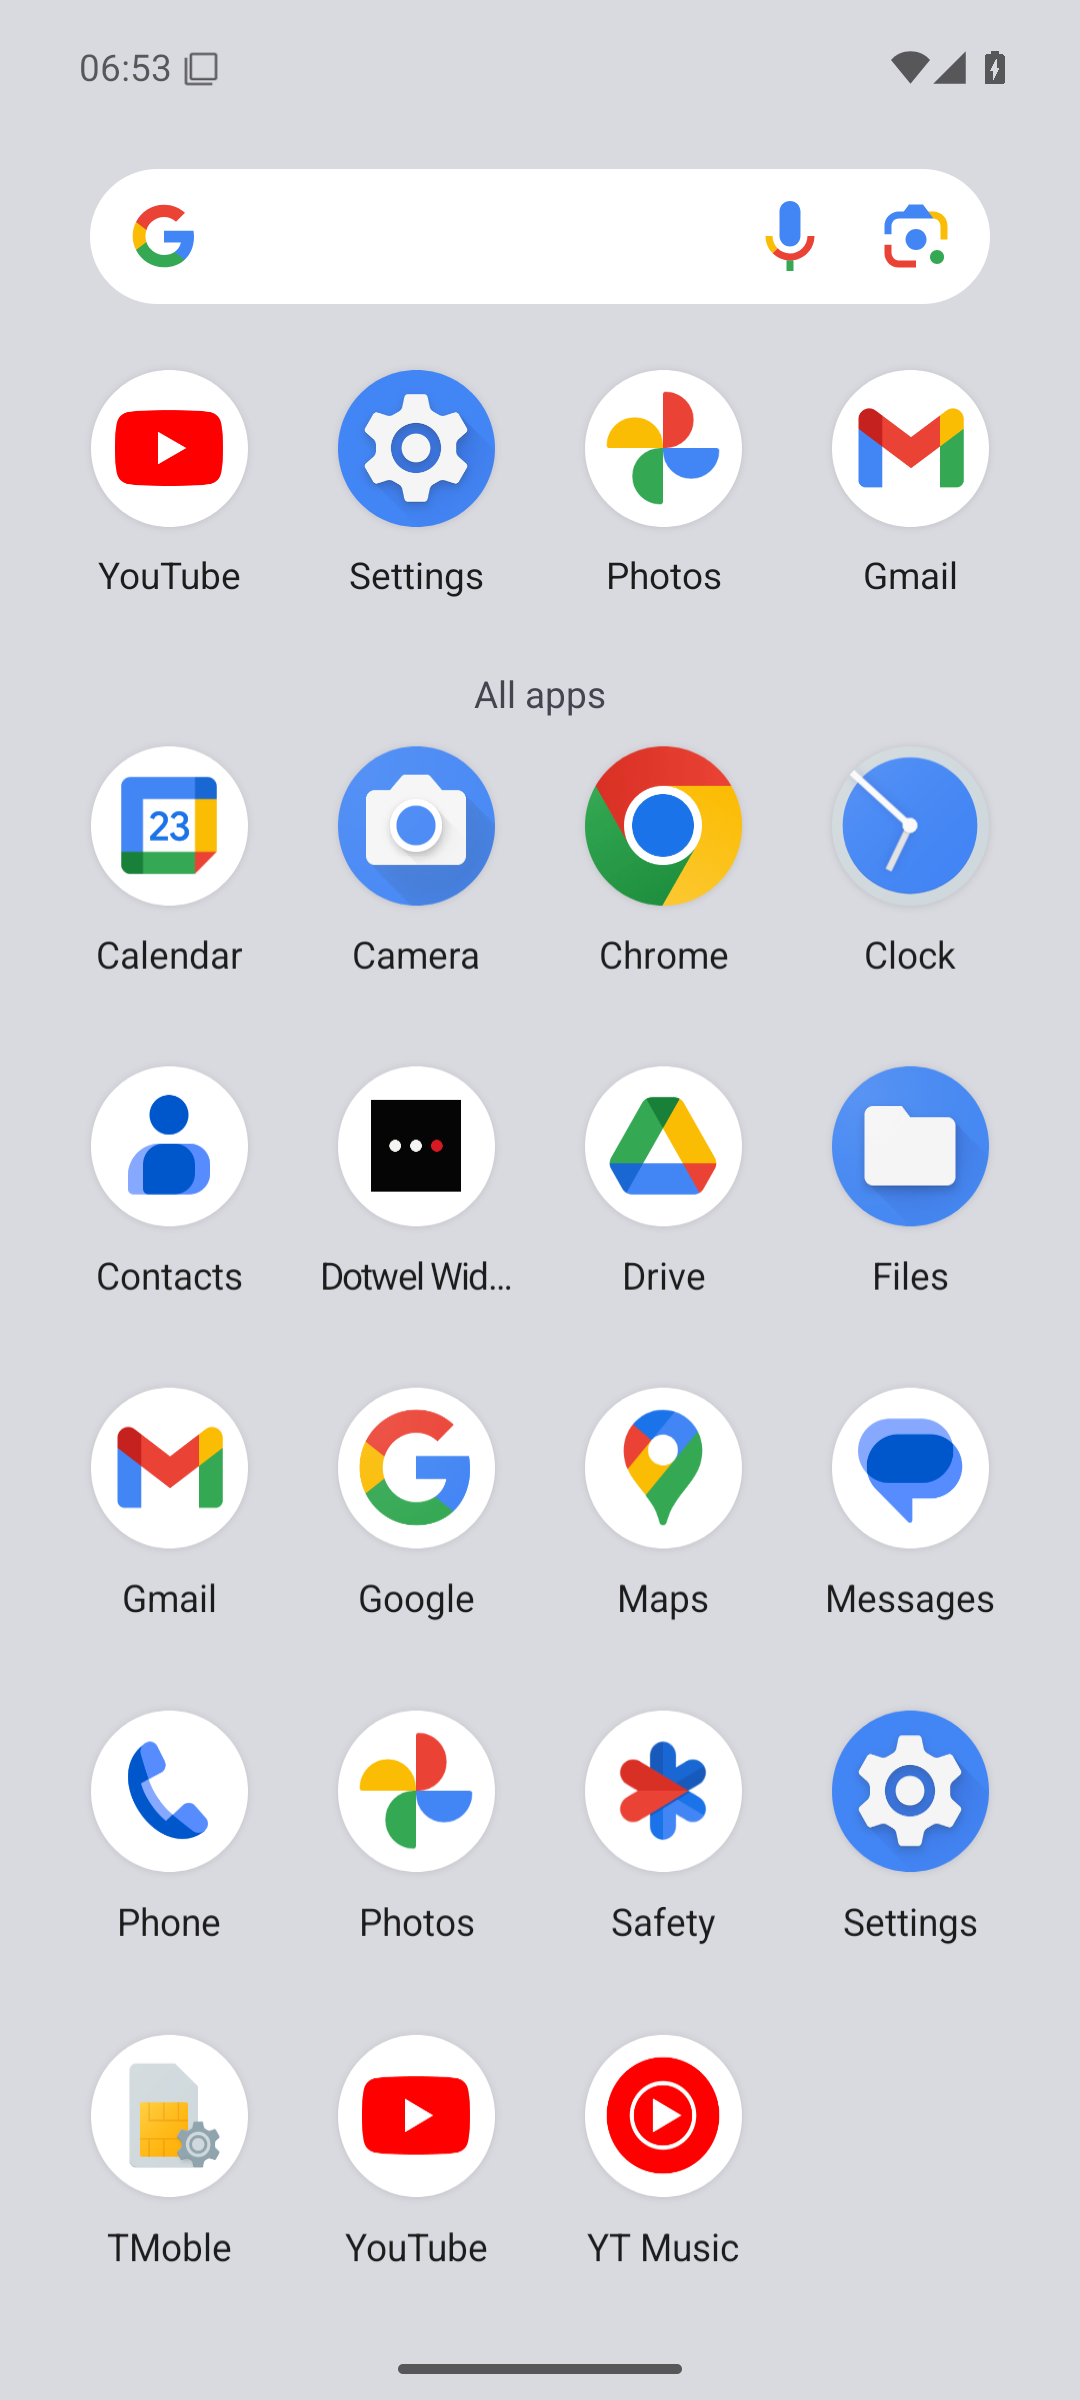 06:53
YouTube Settings Photos Gmail
All apps
23
Calendar Camera Chrome Clock
Contacts Dotwel Wid... Drive Files
Gmail Google Maps Messages
Phone Photos Safety Settings
TMoble YouTube YT Music